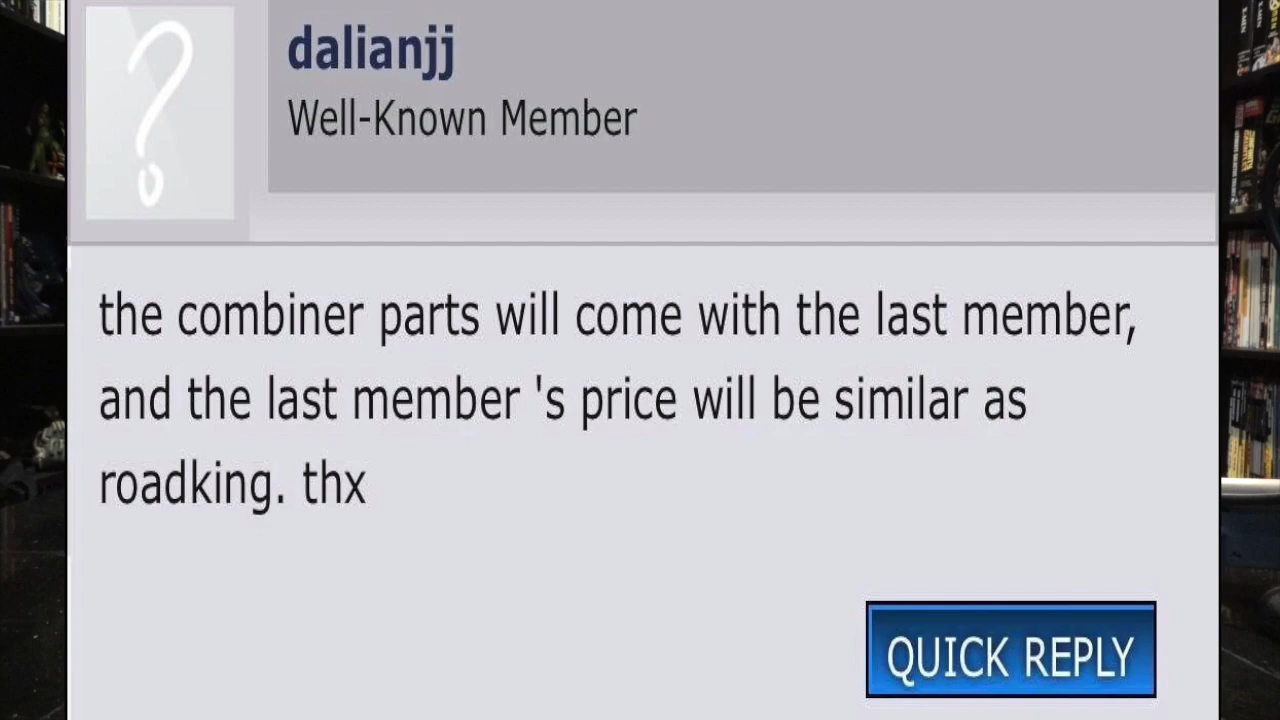 dalianjj
Well-Known Member
the combiner parts will come with the last member,
and the last member 's price will be similar as
roadking. thx
QUICK REPLY